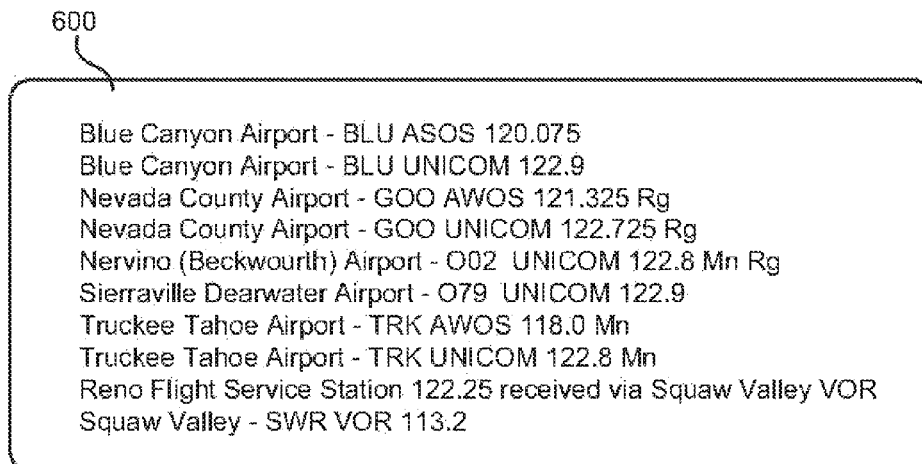 600
Blue Canyon Airport - BLU ASOS 120.075
Blue Canyon Airport - BLU UNICOM 122.9
Nevada County Airport - GOO AWOS 121.325 Rg
Nevada County Airport - GOO UNICOM 122.725 Rg
Nervino (Beckwourth) Airport - O02 UNICOM 122.8 Mn Rg
Sierraville Dearwater Airport - O79 UNICOM 122.9
Truckee Tahoe Airport - TRK AWOS 118.0 Mn
Truckee Tahoe Airport - TRK UNICOM 122.8 Mn
Reno Flight Service Station 122.25 received via Squaw Valley VOR
Squaw Valley - SWR VOR 113.2